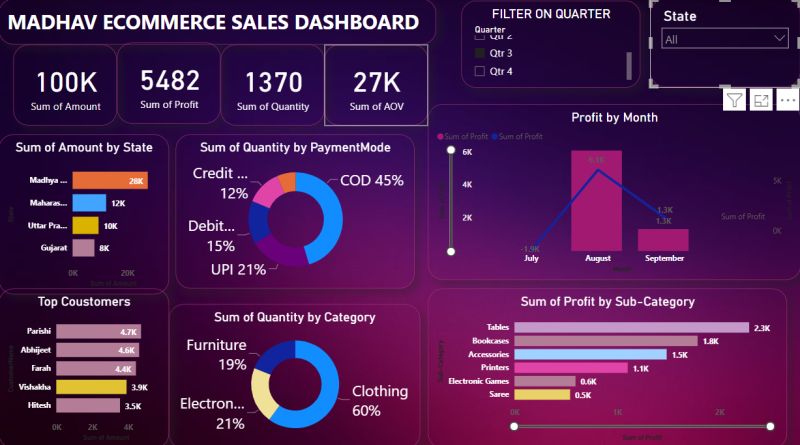 MADHAV ECOMMERCE SALES DASHBOARD
FILTER ON QUARTER
Quarter
Qtr 2
Qtr 3
Qtr 4
State
All
100K
Sum of Amount
5482
Sum of Profit
1370
Sum of Quantity
27K
Sum of AOV
Sum of Amount by State
Madhya ...
28K
Maharas...
12K
Uttar Pra...
10K
Gujarat
8K
0K
20K
State
Sum of Amount
Sum of Quantity by PaymentMode
Credit ...
12%
COD 45%
Debit...
15%
UPI 21%
Profit by Month
Sum of Profit
Sum of Profit
6K
4K
2K
-1.9K
6.1K
1.3K
1.3K
July
August
September
Month
5K
0K
Sum of Profit
Top Coustomers
Parishi
4.7K
Abhijeet
4.6K
Farah
4.4K
Vishakha
3.9K
Hitesh
3.5K
0K
2K
4K
CustomerName
Sum of Amount
Sum of Quantity by Category
Furniture
19%
Clothing
60%
Electron...
21%
Sum of Profit by Sub-Category
Tables
2.3K
Bookcases
1.8K
Accessories
1.5K
Printers
1.1K
Electronic Games
0.6K
Saree
0.5K
0K
1K
2K
Sub-Category
Sum of Profit